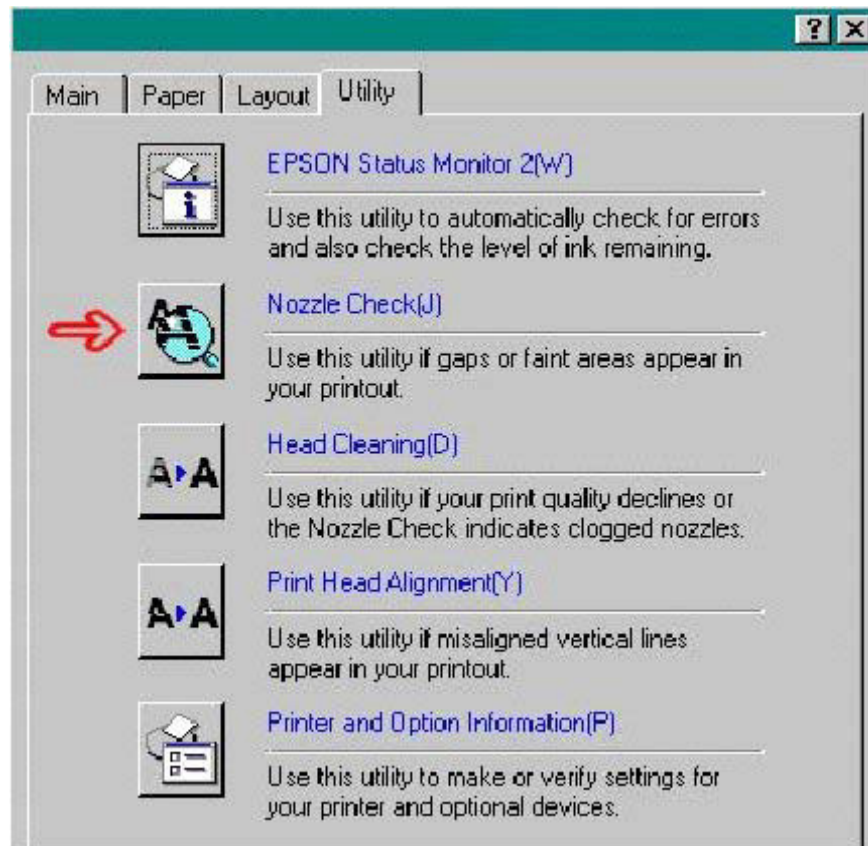 Main Paper Layout Utility
EPSON Status Monitor 2(W)
Use this utility to automatically check for errors
and also check the level of ink remaining.
Nozzle Check(J)
Use this utility if gaps or faint areas appear in
your printout.
Head Cleaning(D)
Use this utility if your print quality declines or
the Nozzle Check indicates clogged nozzles.
Print Head Alignment(Y)
Use this utility if misaligned vertical lines
appear in your printout.
Printer and Option Information(P)
Use this utility to make or verify settings for
your printer and optional devices.